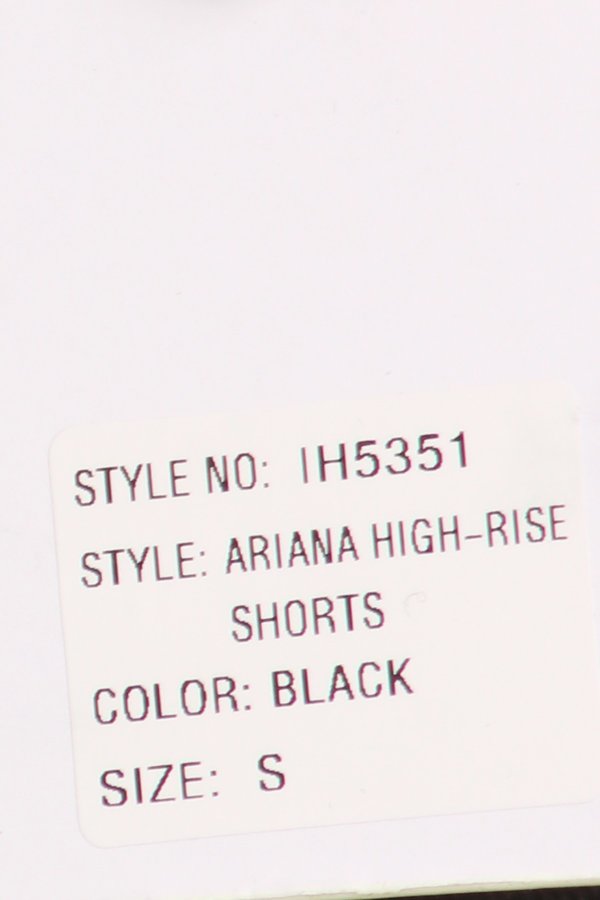 STYLE NO: IH5351
STYLE: ARIANA HIGH-RISE
SHORTS
COLOR: BLACK
SIZE: S